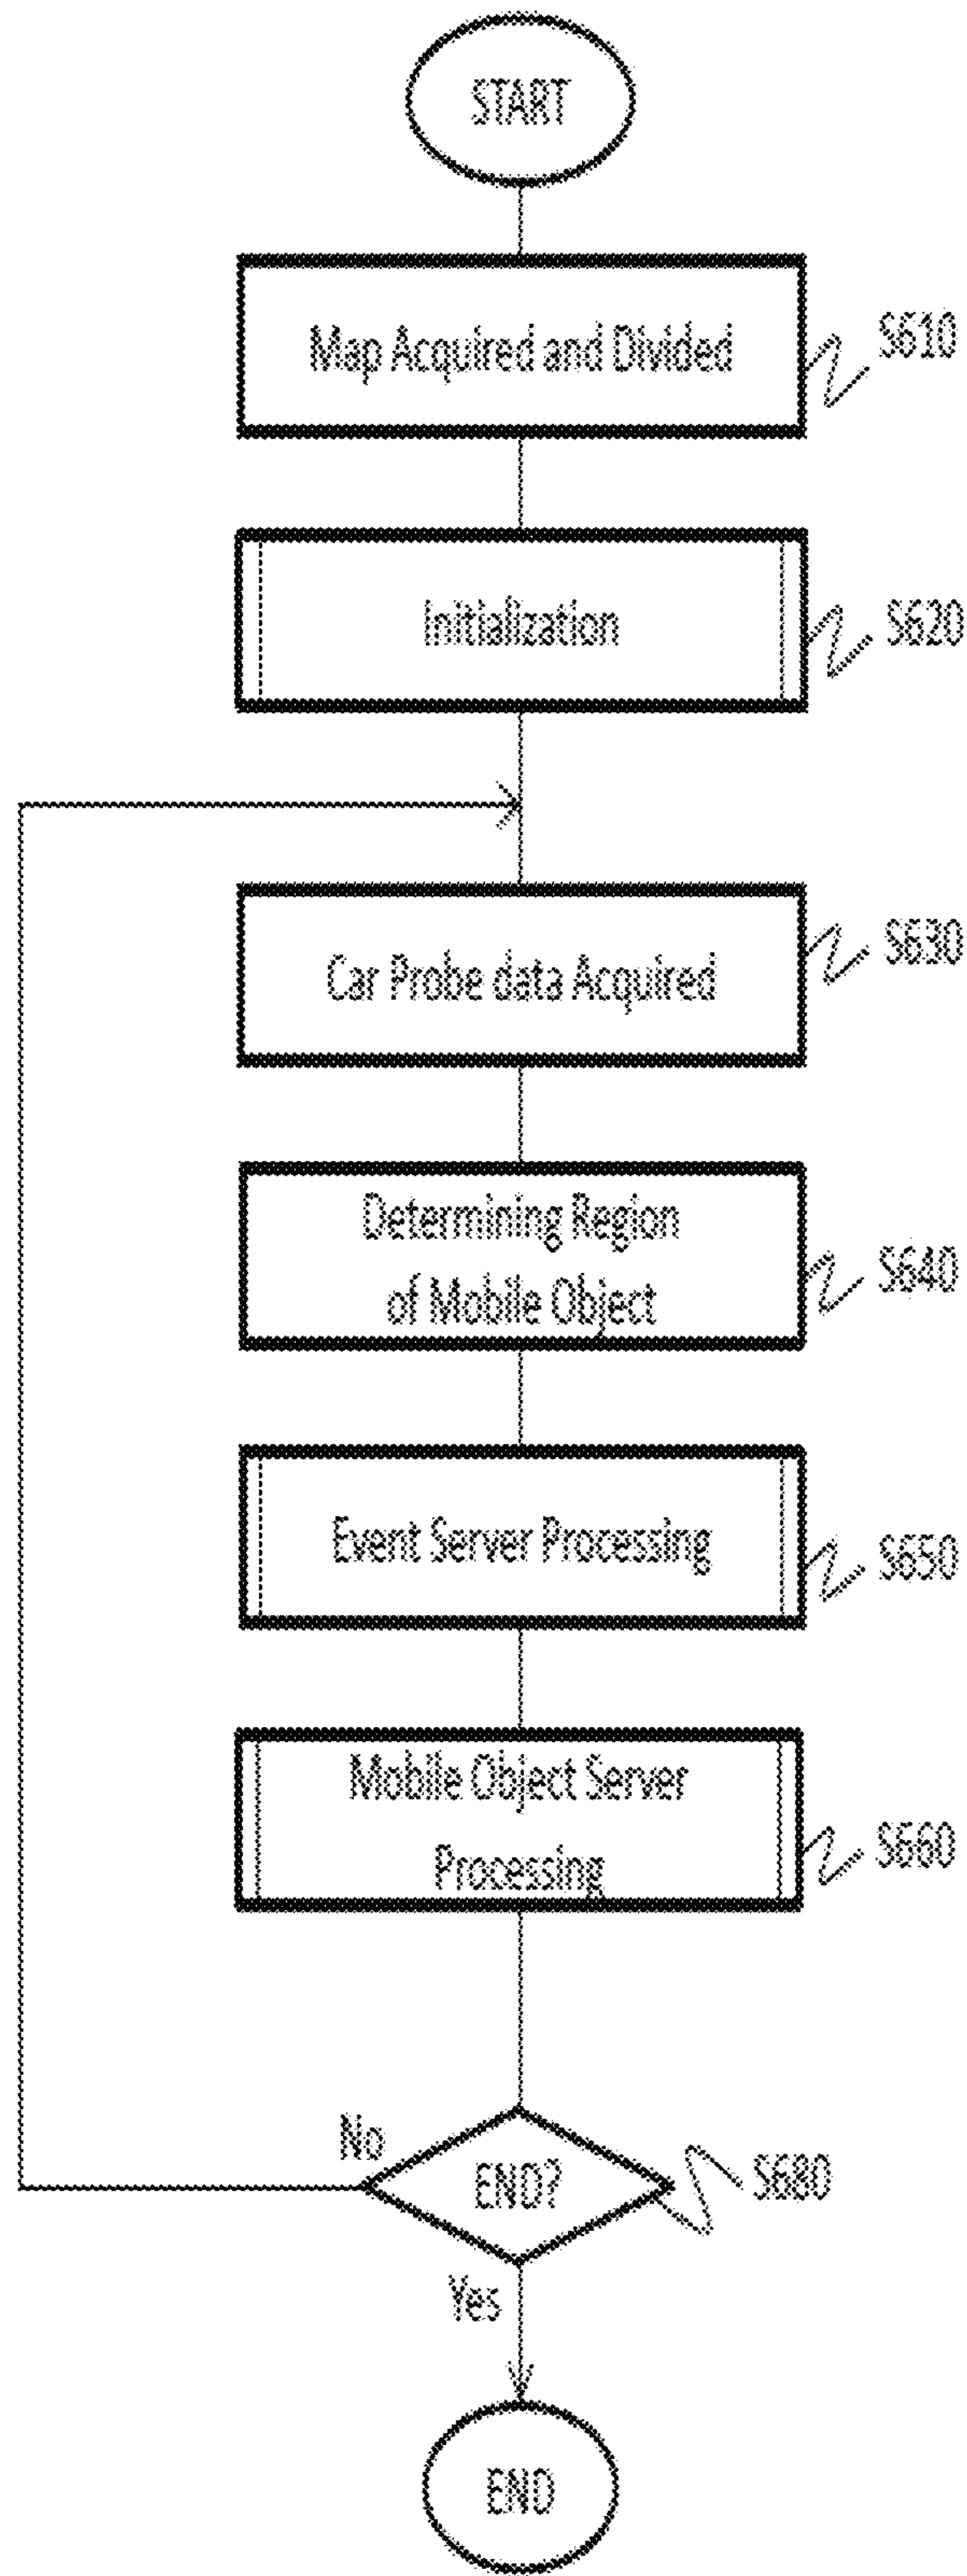 START
Map Acquired and Divided
S610
Initialization
S620
Car Probe data Acquired
S630
Determining Region
of Mobile Object
S640
Event Server Processing
S650
Mobile Object Server
Processing
S660
No
END?
S680
Yes
END